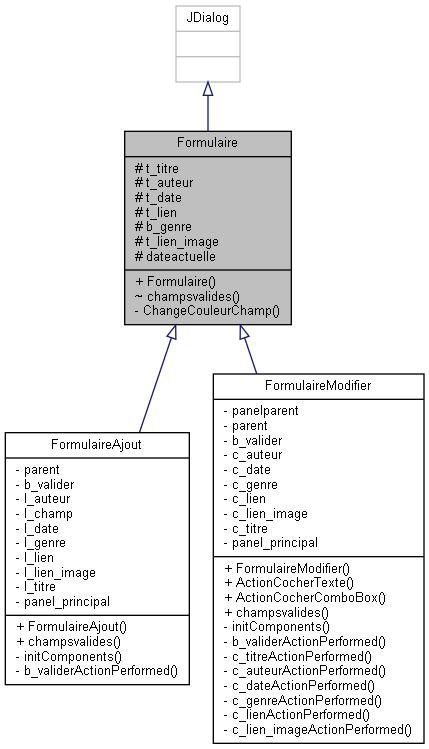 JDialog
Formulaire
# t_titre
# t_auteur
# t_date
# t_lien
# b_genre
# t_lien_image
# dateactuelle
+ Formulaire()
~ champsvalides()
- ChangeCouleurChamp()
FormulaireAjout
- parent
- b_valider
- l_auteur
- l_champ
- l_date
- l_genre
- l_lien
- l_lien_image
- l_titre
- panel_principal
+ FormulaireAjout()
+ champsvalides()
- initComponents()
- b_validerActionPerformed()
FormulaireModifier
- panelparent
- parent
- b_valider
- c_auteur
- c_date
- c_genre
- c_lien
- c_lien_image
- c_titre
- panel_principal
+ FormulaireModifier()
+ ActionCocherTexte()
+ ActionCocherComboBox()
+ champsvalides()
- initComponents()
- b_validerActionPerformed()
- c_titreActionPerformed()
- c_auteurActionPerformed()
- c_dateActionPerformed()
- c_genreActionPerformed()
- c_lienActionPerformed()
- c_lien_imageActionPerformed()